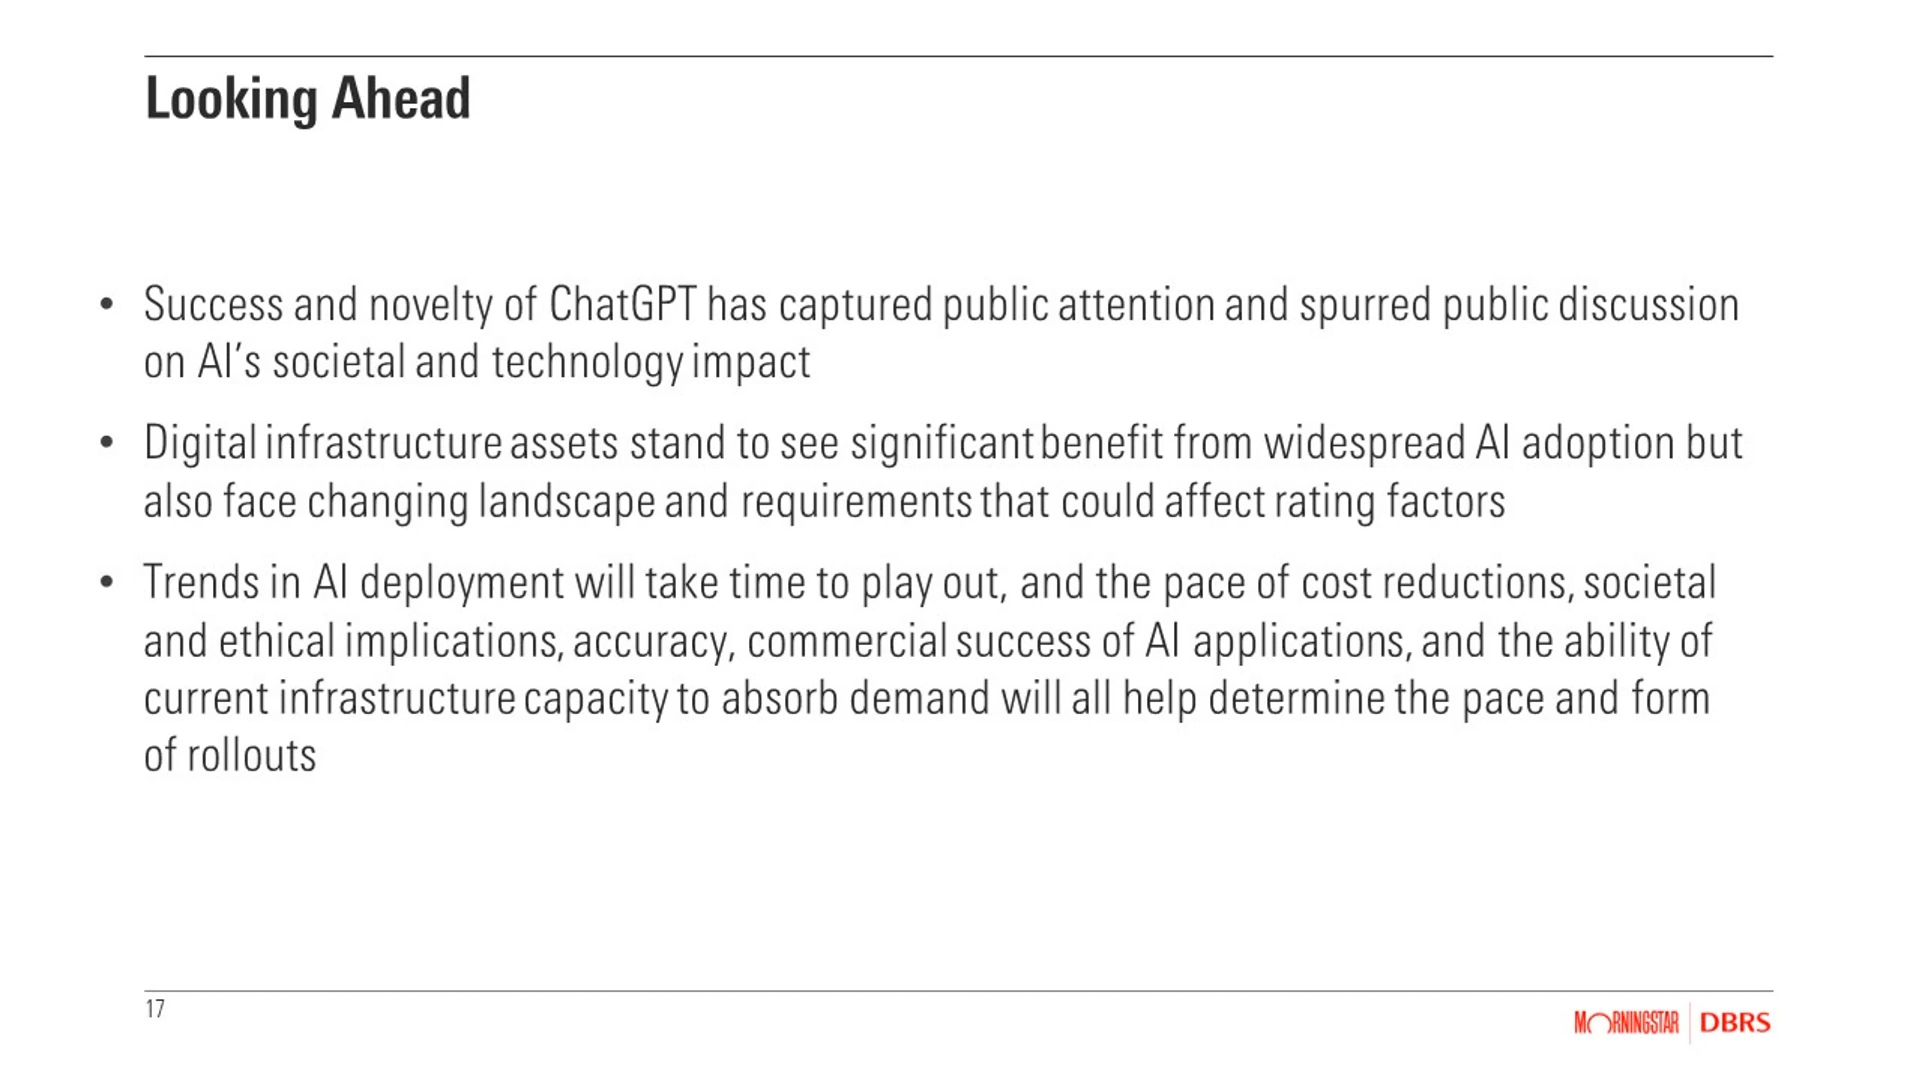 Looking Ahead
• Success and novelty of ChatGPT has captured public attention and spurred public discussion
on AI’s societal and technology impact
• Digital infrastructure assets stand to see significant benefit from widespread AI adoption but
also face changing landscape and requirements that could affect rating factors
• Trends in AI deployment will take time to play out, and the pace of cost reductions, societal
and ethical implications, accuracy, commercial success of AI applications, and the ability of
current infrastructure capacity to absorb demand will all help determine the pace and form
of rollouts
17
MORNINGSTAR | DBRS